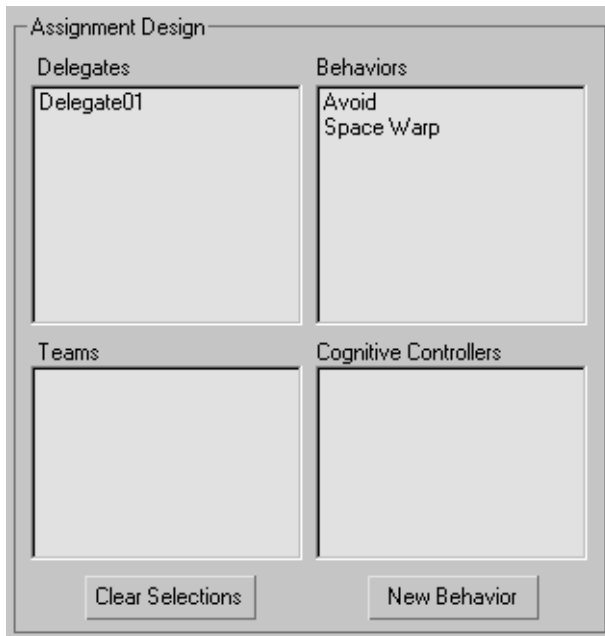 Assignment Design
Delegates
Behaviors
Delegate01
Avoid
Space Warp
Teams
Cognitive Controllers
Clear Selections
New Behavior